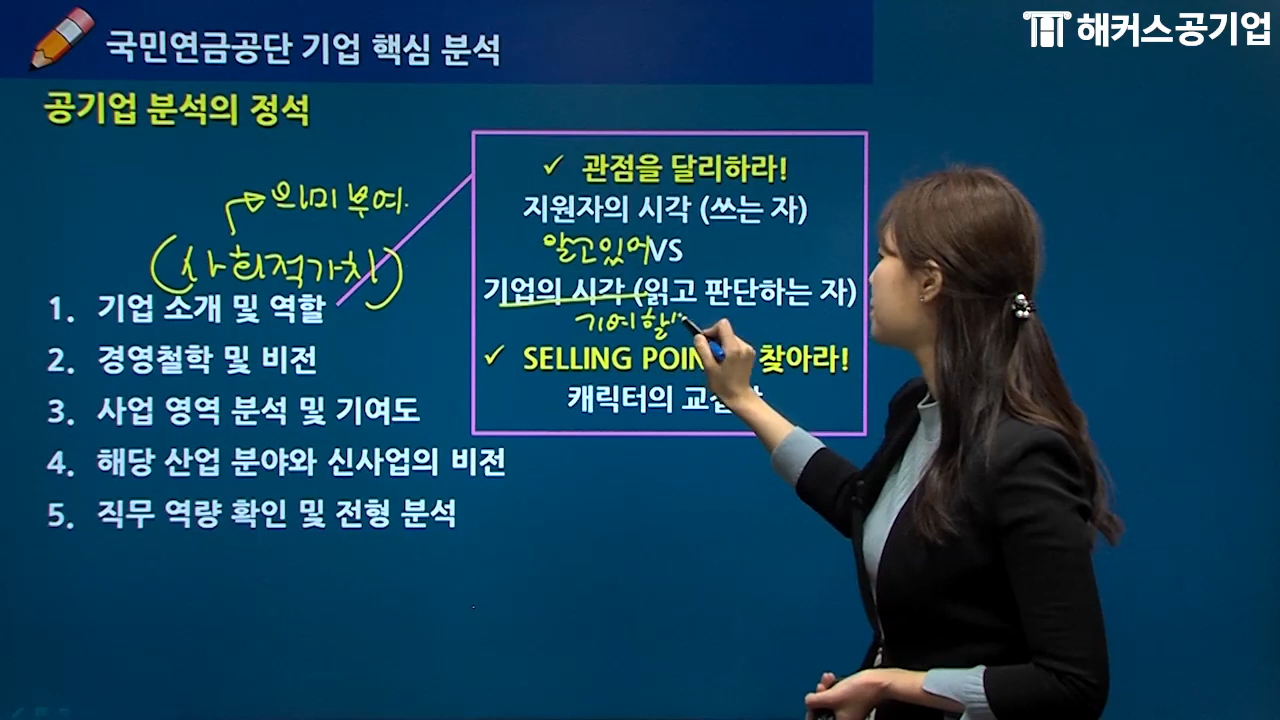 국민연금공단 기업 핵심 분석
해커스공기업
공기업 분석의 정석
의미부여
(사회적가치)
1. 기업 소개 및 역할
2. 경영철학 및 비전
3. 사업 영역 분석 및 기여도
4. 해당 산업 분야와 신사업의 비전
5. 직무 역량 확인 및 전형 분석
✓ 관점을 달리하라!
지원자의 시각 (쓰는 자)
알고있어
VS
기업의 시각 (읽고 판단하는 자)
기여할
✓ SELLING 찾아라!
캐릭터의